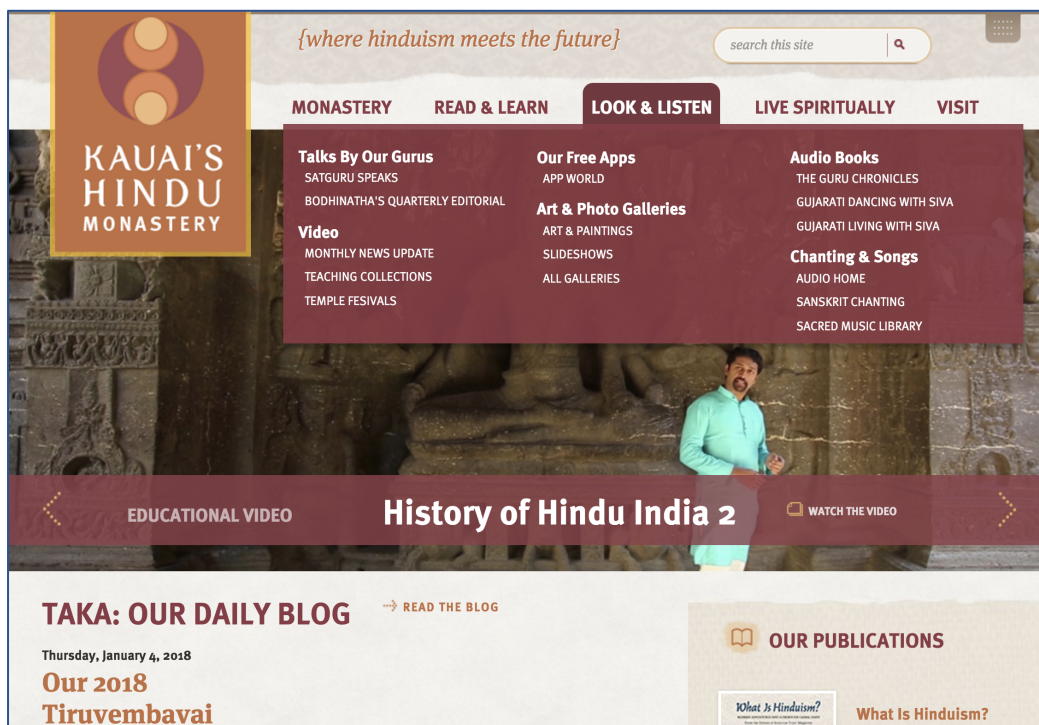 {where hinduism meets the future}
search this site
KAUAI'S
HINDU
MONASTERY
MONASTERY
READ & LEARN
LOOK & LISTEN
LIVE SPIRITUALLY
VISIT
Talks By Our Gurus
SATGURU SPEAKS
BODHINATHA'S QUARTERLY EDITORIAL
Video
MONTHLY NEWS UPDATE
TEACHING COLLECTIONS
TEMPLE FESIVALS
Our Free Apps
APP WORLD
Art & Photo Galleries
ART & PAINTINGS
SLIDESHOWS
ALL GALLERIES
Audio Books
THE GURU CHRONICLES
GUJARATI DANCING WITH SIVA
GUJARATI LIVING WITH SIVA
Chanting & Songs
AUDIO HOME
SANSKRIT CHANTING
SACRED MUSIC LIBRARY
EDUCATIONAL VIDEO
History of Hindu India 2
WATCH THE VIDEO
TAKA: OUR DAILY BLOG
READ THE BLOG
Thursday, January 4, 2018
Our 2018
Tiruvembavai
OUR PUBLICATIONS
What Is Hinduism?
What Is Hinduism?